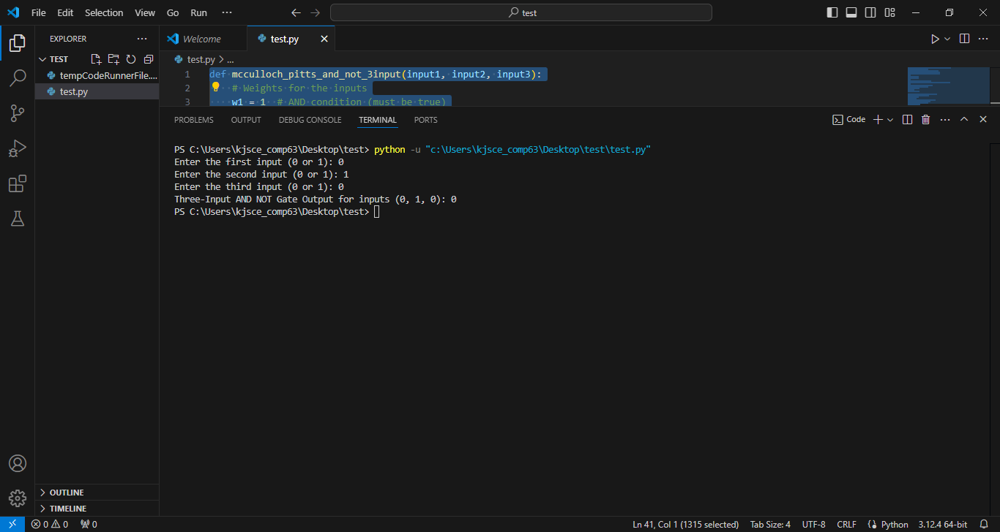 File Edit Selection View Go Run ··· test
EXPLORER ···
TEST
tempCodeRunnerFile....
test.py
OUTLINE
TIMELINE
Welcome test.py
test.py > ...
1 def mcculloch_pitts_and_not_3input(input1, input2, input3):
2 # Weights for the inputs
3 w1 = 1 # AND condition (must be true)
PROBLEMS OUTPUT DEBUG CONSOLE TERMINAL PORTS Code
PS C:\Users\kjsce_comp63\Desktop\test> python -u "c:\Users\kjsce_comp63\Desktop\test\test.py"
Enter the first input (0 or 1): 0
Enter the second input (0 or 1): 1
Enter the third input (0 or 1): 0
Three-Input AND NOT Gate Output for inputs (0, 1, 0): 0
PS C:\Users\kjsce_comp63\Desktop\test>
0 0 0 Ln 41, Col 1 (1315 selected) Tab Size: 4 UTF-8 CRLF Python 3.12.4 64-bit